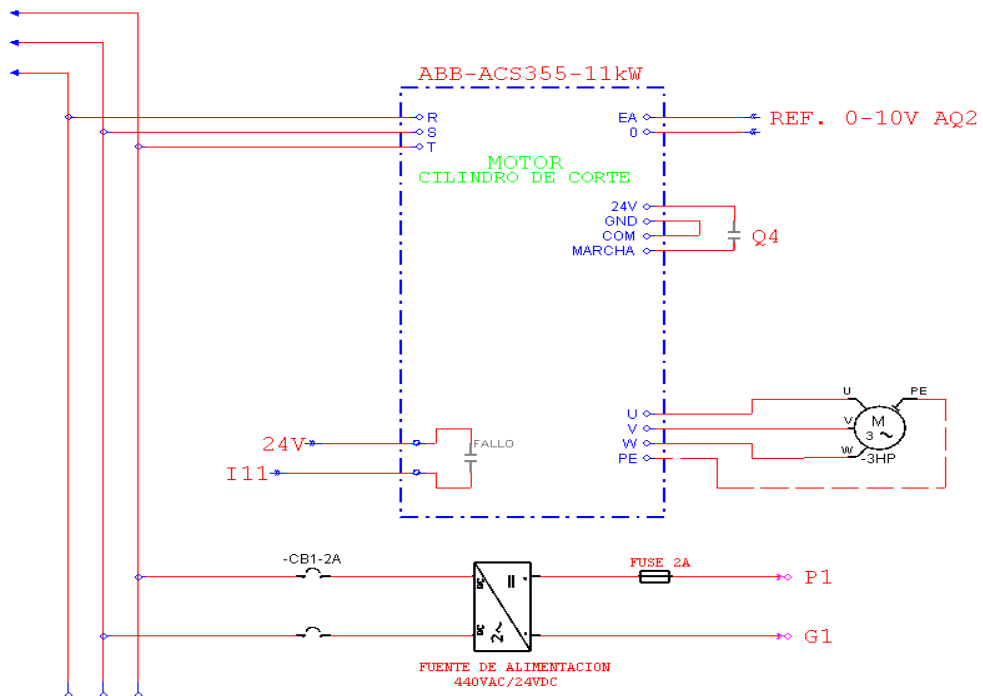 ABB-ACS355-11kW
R
S
T
EA
0
REF. 0-10V AQ2
MOTOR
CILINDRO DE CORTE
24V
GND
COM
MARCHA
Q4
U
V
W
PE
U
PE
V
M
3 ~
W
-3HP
24V
I11
FALLO
-CB1-2A
FUSE 2A
P1
2~
G1
FUENTE DE ALIMENTACION
440VAC/24VDC